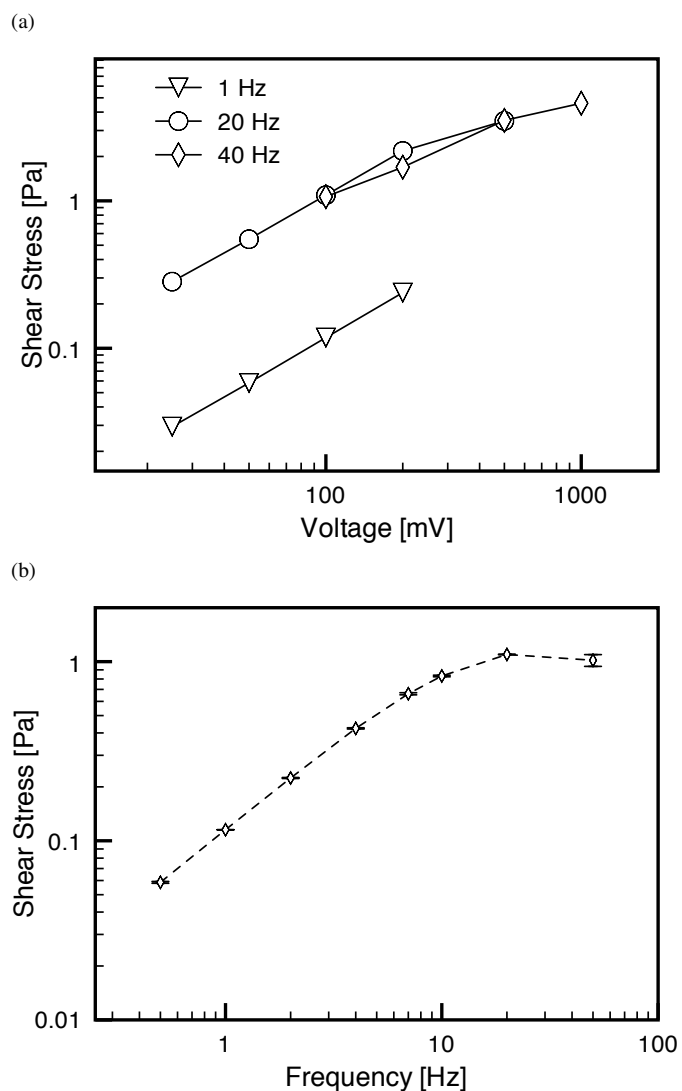 (a)
1 Hz
20 Hz
40 Hz
1
0.1
Shear Stress [Pa]
100
1000
Voltage [mV]
(b)
1
0.1
0.01
Shear Stress [Pa]
1
10
100
Frequency [Hz]